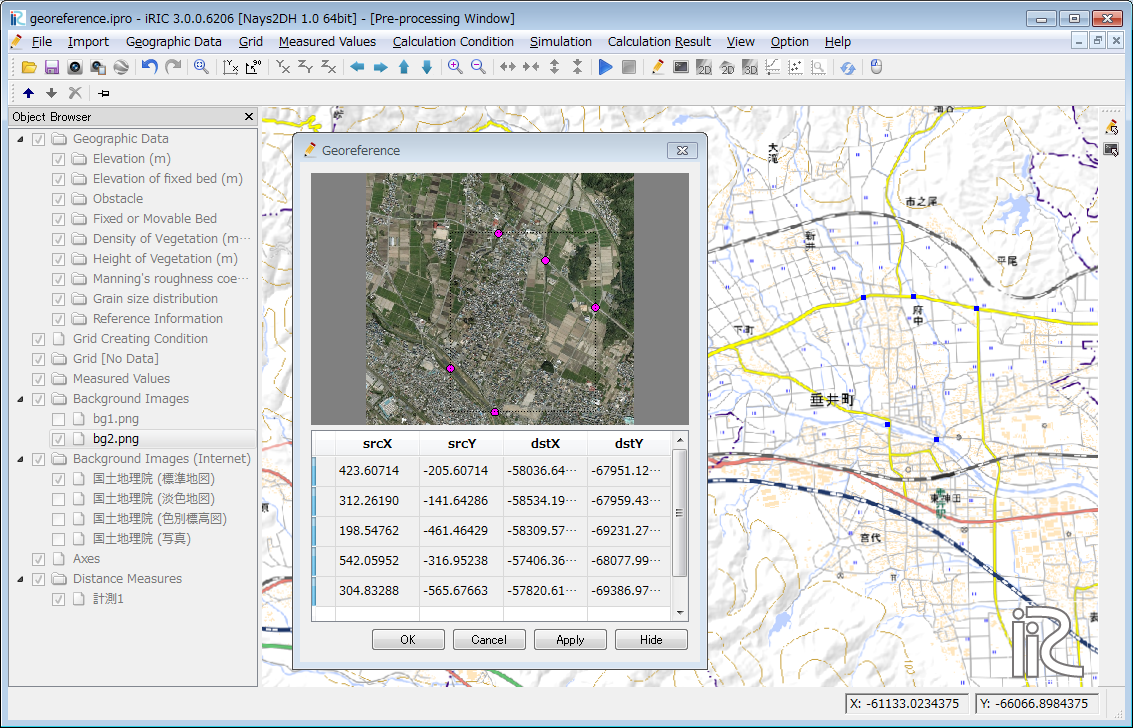 georeference.ipro - iRIC 3.0.0.6206 [Nays2DH 1.0 64bit] - [Pre-processing Window]
File Import Geographic Data Grid Measured Values Calculation Condition Simulation Calculation Result View Option Help
Object Browser
Geographic Data
Elevation (m)
Elevation of fixed bed (m)
Obstacle
Fixed or Movable Bed
Density of Vegetation (m···
Height of Vegetation (m)
Manning's roughness coe···
Grain size distribution
Reference Information
Grid Creating Condition
Grid [No Data]
Measured Values
Background Images
bg1.png
bg2.png
Background Images (Internet)
国土地理院 (標準地図)
国土地理院 (淡色地図)
国土地理院 (色別標高図)
国土地理院 (写真)
Axes
Distance Measures
計測1
Georeference
srcX srcY dstX dstY
423.60714 -205.60714 -58036.64··· -67951.12···
312.26190 -141.64286 -58534.19··· -67959.43···
198.54762 -461.46429 -58309.57··· -69231.27···
542.05952 -316.95238 -57406.36··· -68077.99···
304.83288 -565.67663 -57820.61··· -69386.97···
OK Cancel Apply Hide
大滝
市之尾
新井
平尾
府中
下町
垂井町
東神田
宮代
iRIC
X: -61133.0234375 Y: -66066.8984375